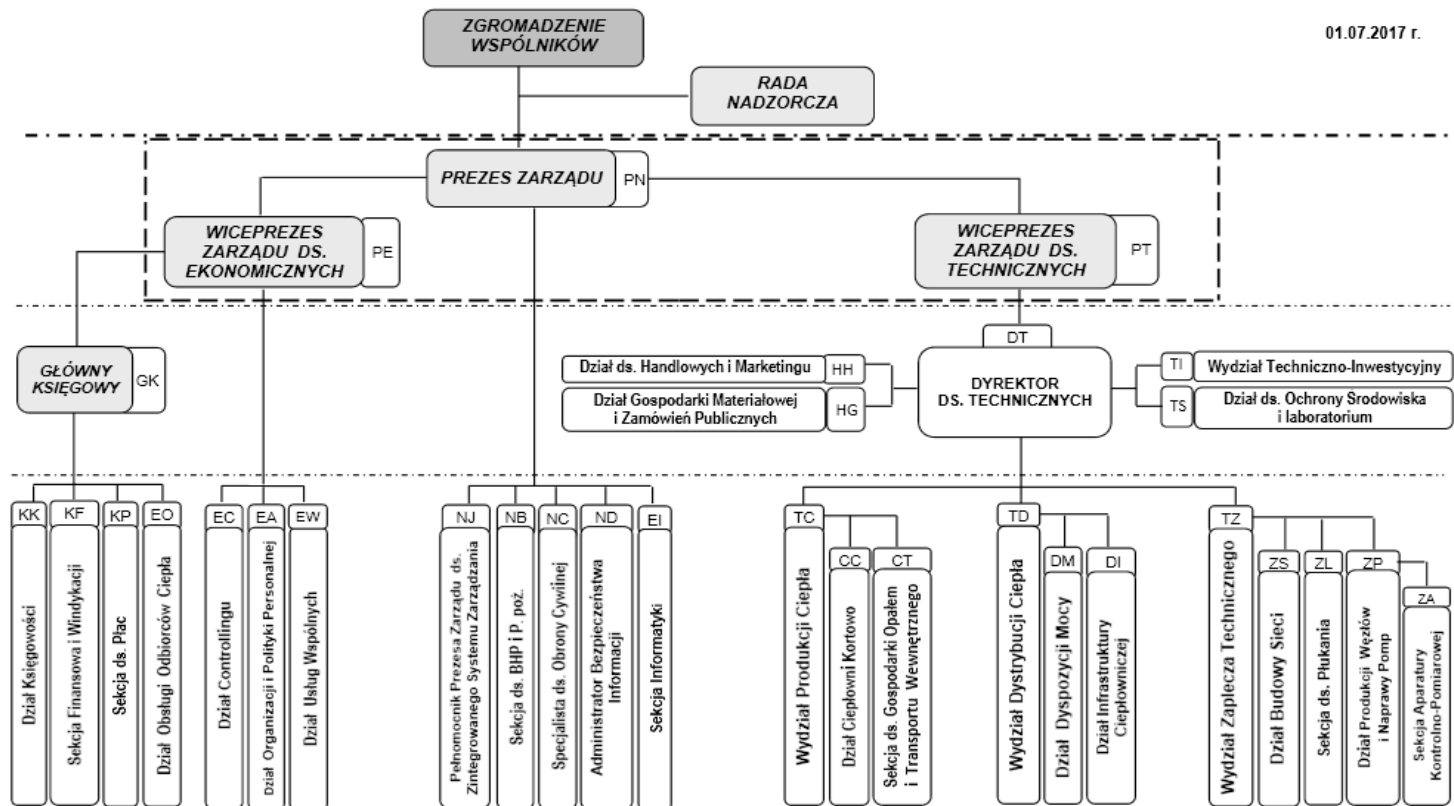 ZGROMADZENIE
WSPÓLNIKÓW
01.07.2017 r.
RADA
NADZORCZA
PREZES ZARZĄDU
PN
WICEPREZES
ZARZĄDU DS.
EKONOMICZNYCH
PE
WICEPREZES
ZARZĄDU DS.
TECHNICZNYCH
PT
GŁÓWNY
KSIĘGOWY
GK
Dział ds. Handlowych i Marketingu
HH
Dział Gospodarki Materiałowej
i Zamówień Publicznych
HG
DT
DYREKTOR
DS. TECHNICZNYCH
TI
Wydział Techniczno-Inwestycyjny
TS
Dział ds. Ochrony Środowiska
i laboratorium
KK
Dział Księgowości
KF
Sekcja Finansowa i Windykacji
KP
Sekcja ds. Płac
EO
Dział Obsługi Odbiorców Ciepła
EC
Dział Controllingu
EA
Dział Organizacji i Polityki Personalnej
EW
Dział Usług Wspólnych
NJ
Pełnomocnik Prezesa Zarządu ds.
Zintegrowanego Systemu Zarządzania
NB
Sekcja ds. BHP i P. poż.
NC
Specjalista ds. Obrony Cywilnej
ND
Administrator Bezpieczeństwa
Informacji
EI
Sekcja Informatyki
TC
Wydział Produkcji Ciepła
CC
Dział Ciepłowni Kortowo
CT
Sekcja ds. Gospodarki Opałem
i Transportu Wewnętrznego
TD
Wydział Dystrybucji Ciepła
DM
Dział Dyspozycji Mocy
DI
Dział Infrastruktury
Ciepłowniczej
TZ
Wydział Zaplecza Technicznego
ZS
Dział Budowy Sieci
ZL
Sekcja ds. Płukania
ZP
Dział Produkcji Węzłów
i Naprawy Pomp
ZA
Sekcja Aparatury
Kontrolno-Pomiarowej